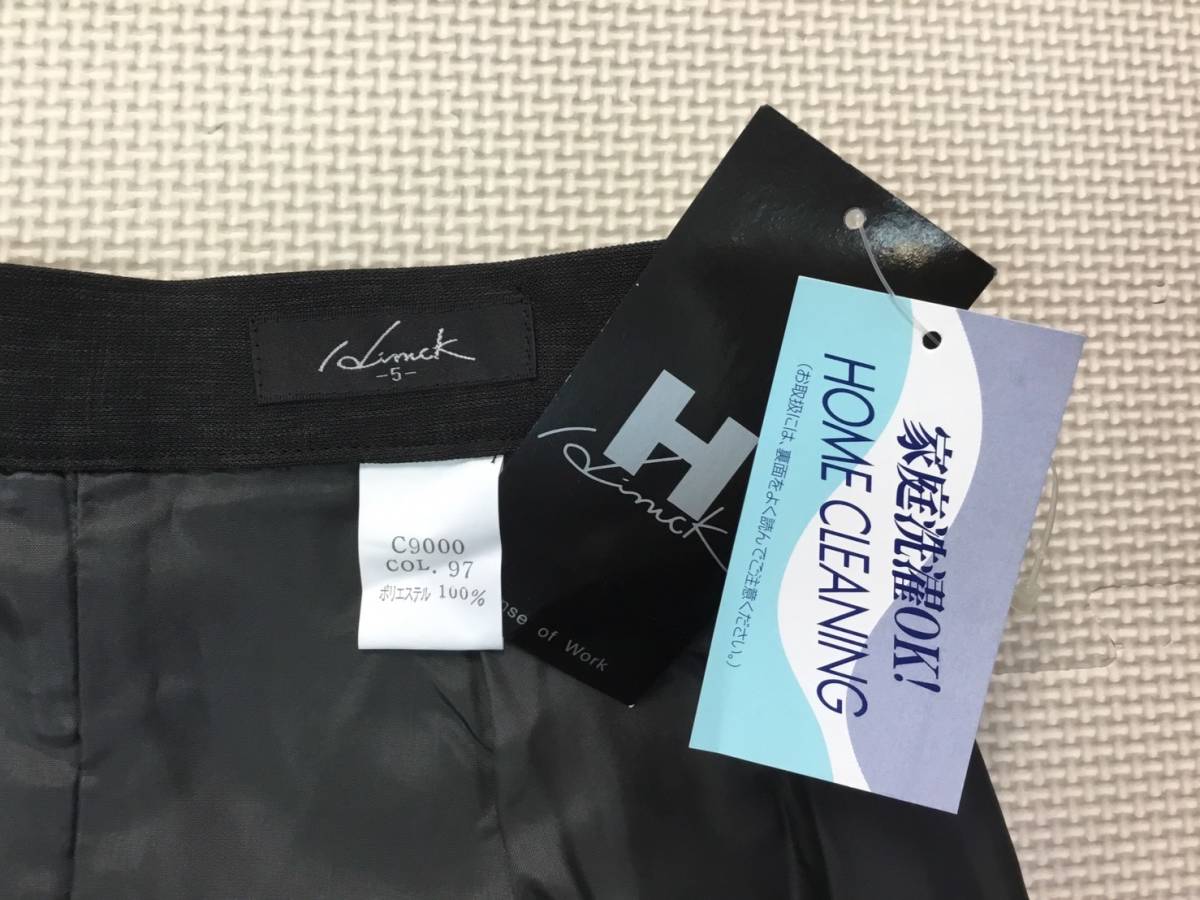 Himck
-5-
C9000
COL. 97
ポリエステル 100%
H
Himck
nse of Work
家庭洗濯OK!
HOME CLEANING
(お取扱には、裏面をよく読んでご注意ください。)